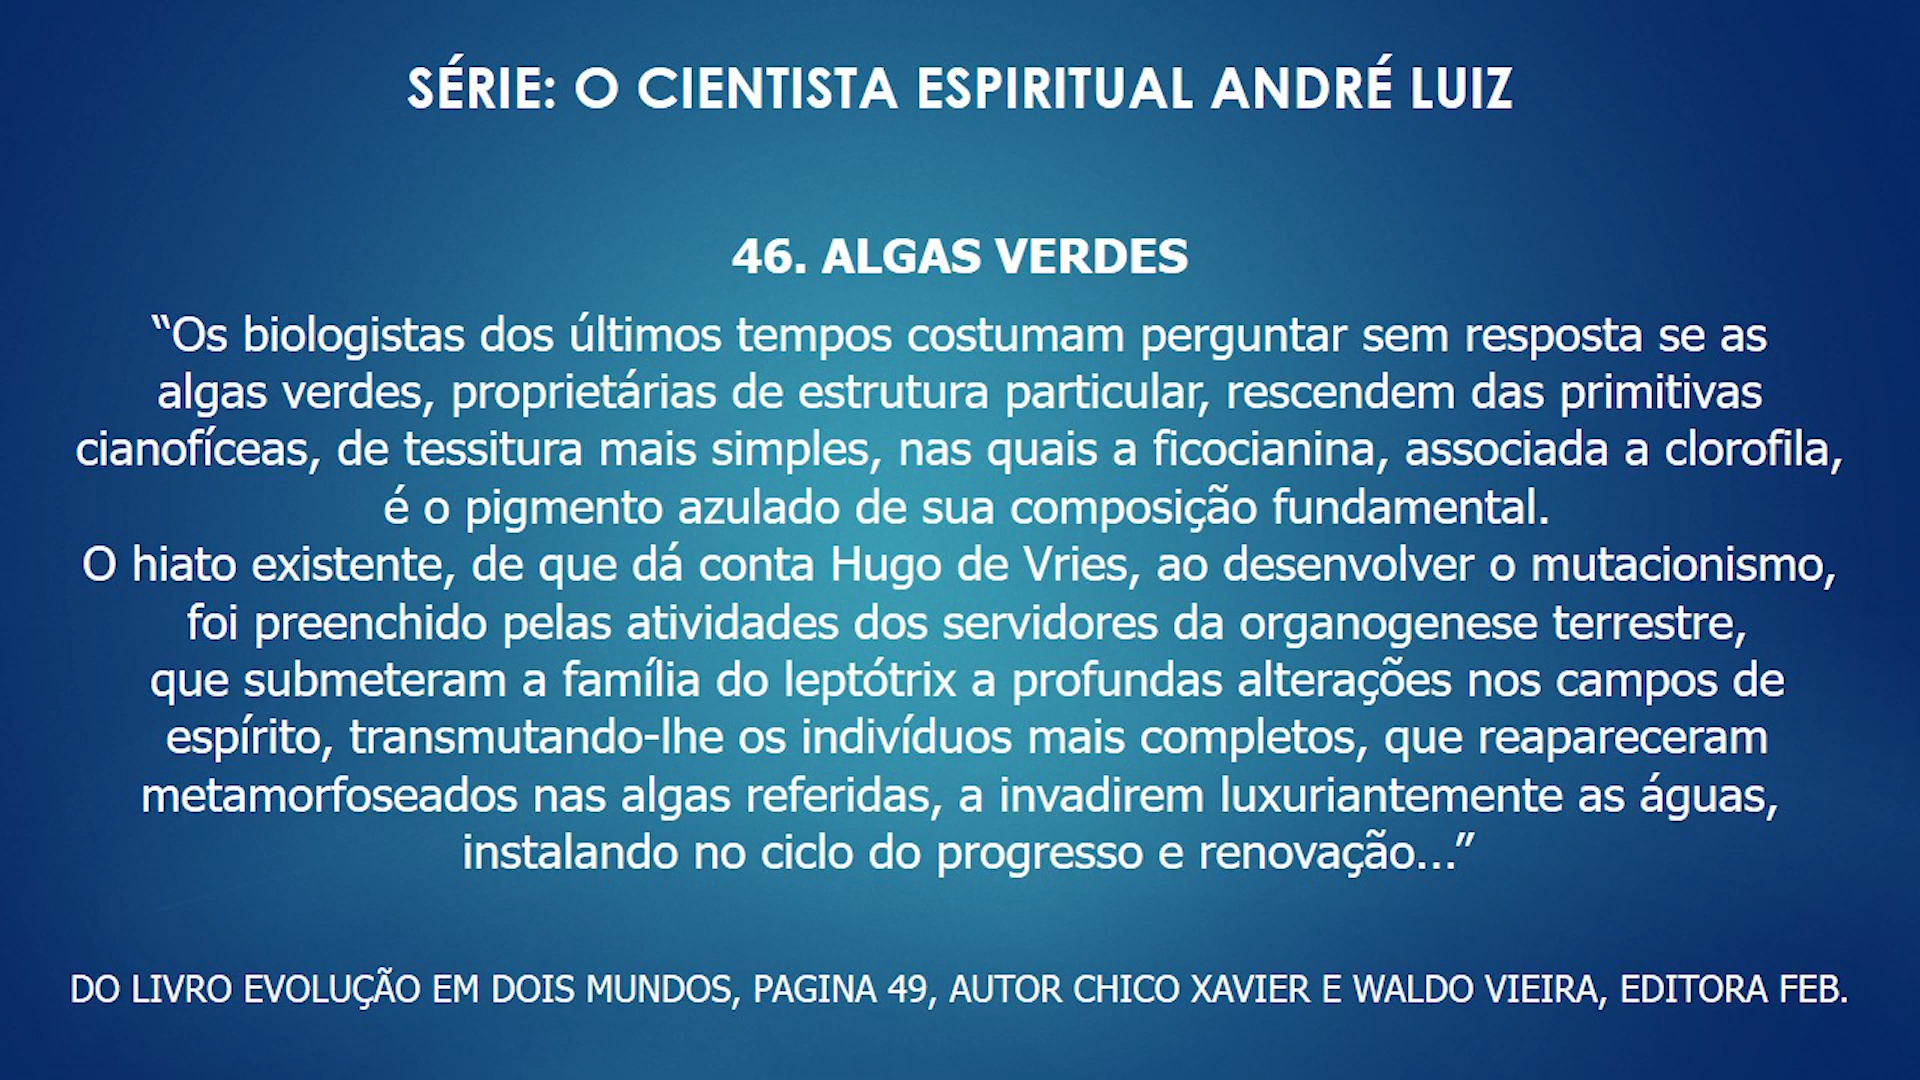 SÉRIE: O CIENTISTA ESPIRITUAL ANDRÉ LUIZ
46. ALGAS VERDES
“Os biologistas dos últimos tempos costumam perguntar sem resposta se as
algas verdes, proprietárias de estrutura particular, rescendem das primitivas
cianofíceas, de tessitura mais simples, nas quais a ficocianina, associada a clorofila,
é o pigmento azulado de sua composição fundamental.
O hiato existente, de que dá conta Hugo de Vries, ao desenvolver o mutacionismo,
foi preenchido pelas atividades dos servidores da organogenese terrestre,
que submeteram a família do leptótrix a profundas alterações nos campos de
espírito, transmutando-lhe os indivíduos mais completos, que reapareceram
metamorfoseados nas algas referidas, a invadirem luxuriantemente as águas,
instalando no ciclo do progresso e renovação...”
DO LIVRO EVOLUÇÃO EM DOIS MUNDOS, PAGINA 49, AUTOR CHICO XAVIER E WALDO VIEIRA, EDITORA FEB.